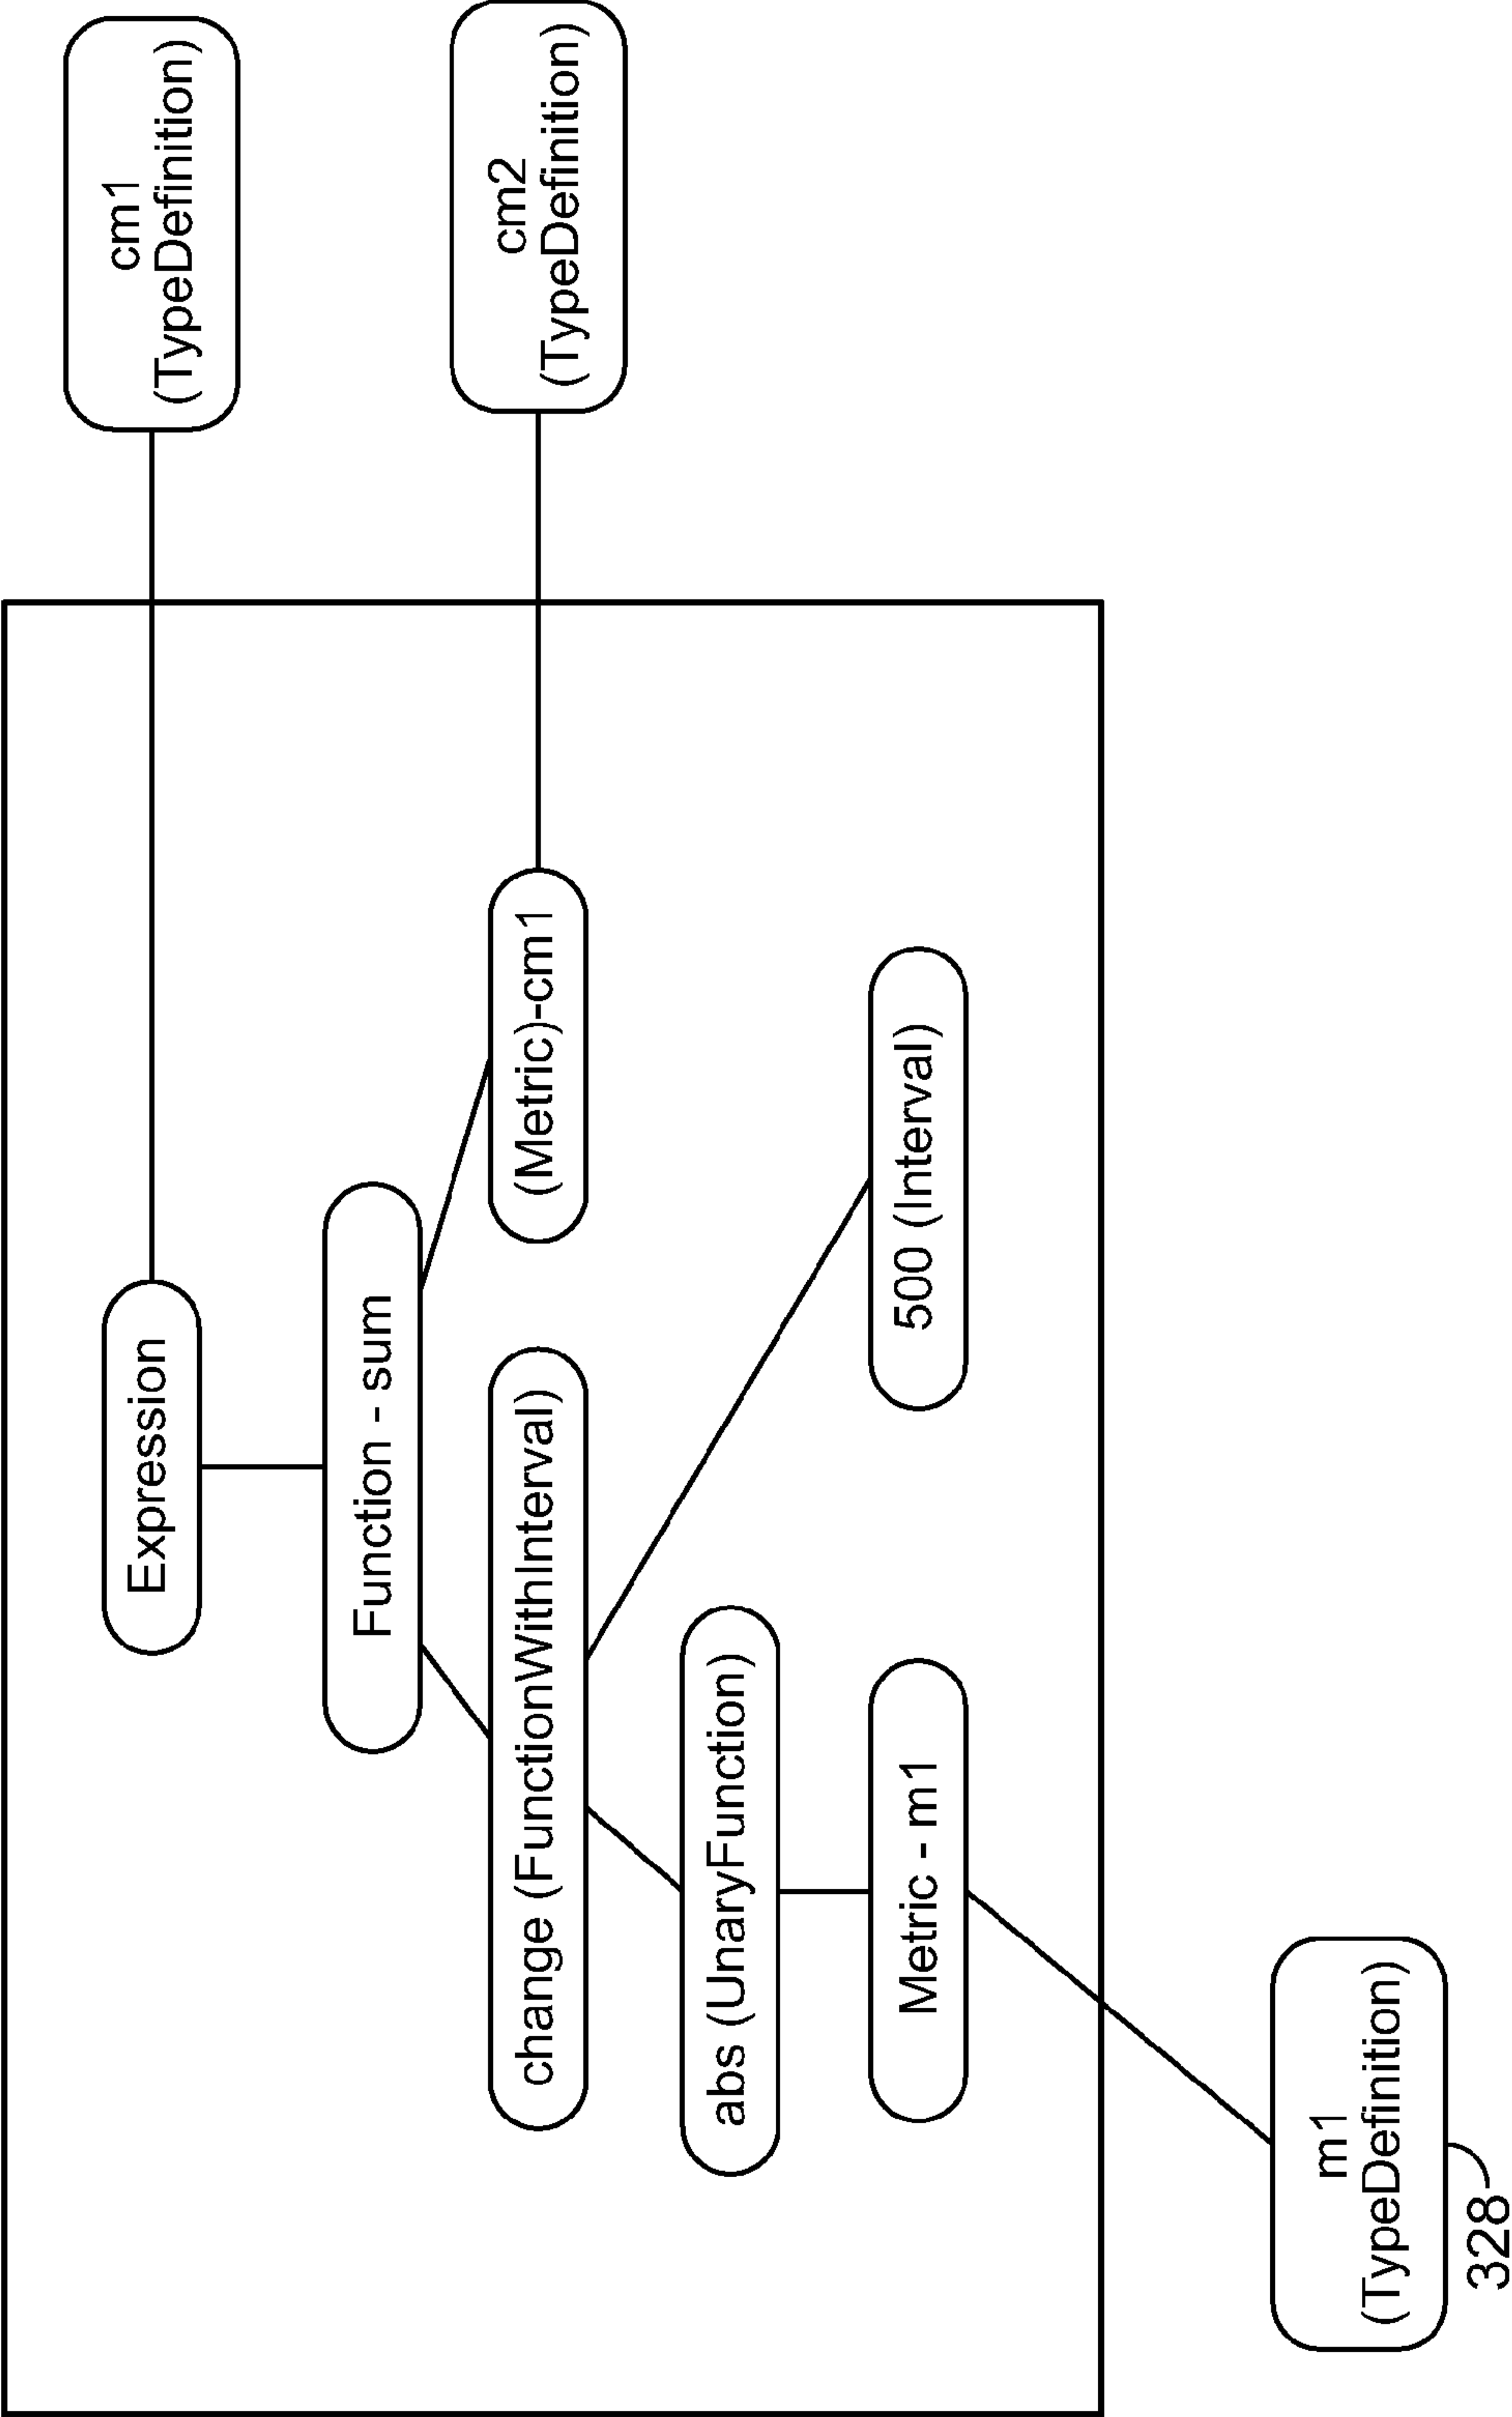 Expression
cm1
(TypeDefinition)
Function - sum
change (FunctionWithInterval)
(Metric)-cm1
cm2
(TypeDefinition)
abs (UnaryFunction)
Metric - m1
500 (Interval)
m1
(TypeDefinition)
328